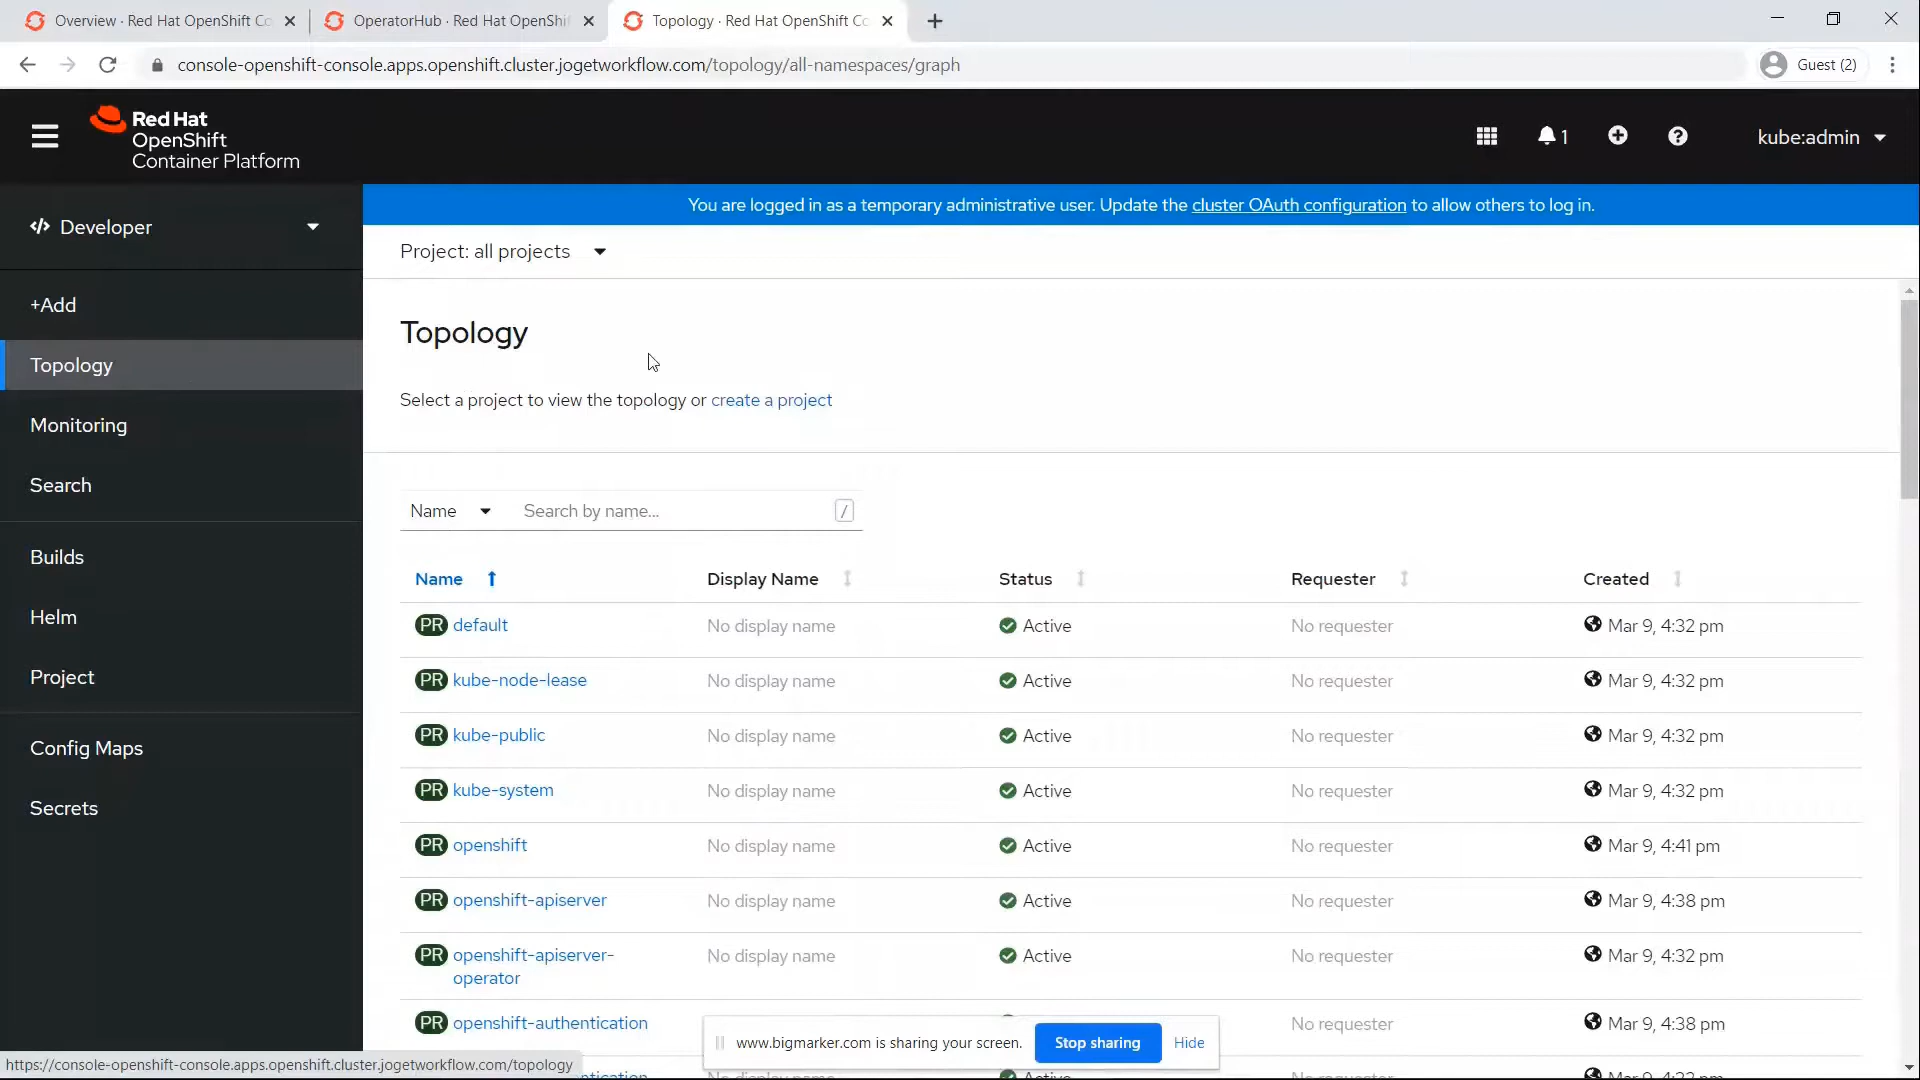 Overview · Red Hat OpenShift Co
OperatorHub · Red Hat OpenShi
Topology · Red Hat OpenShift Co
console-openshift-console.apps.openshift.cluster.jogetworkflow.com/topology/all-namespaces/graph
Guest (2)
Red Hat
OpenShift
Container Platform
1
kube:admin
Developer
You are logged in as a temporary administrative user. Update the cluster OAuth configuration to allow others to log in.
Project: all projects
+Add
Topology
Monitoring
Search
Builds
Helm
Project
Config Maps
Secrets
Topology
Select a project to view the topology or create a project
Name Search by name... /
Name Display Name Status Requester Created
PR default No display name Active No requester Mar 9, 4:32 pm
PR kube-node-lease No display name Active No requester Mar 9, 4:32 pm
PR kube-public No display name Active No requester Mar 9, 4:32 pm
PR kube-system No display name Active No requester Mar 9, 4:32 pm
PR openshift No display name Active No requester Mar 9, 4:41 pm
PR openshift-apiserver No display name Active No requester Mar 9, 4:38 pm
PR openshift-apiserver- No display name Active No requester Mar 9, 4:32 pm
operator
PR openshift-authentication No requester Mar 9, 4:38 pm
www.bigmarker.com is sharing your screen. Stop sharing Hide
https://console-openshift-console.apps.openshift.cluster.jogetworkflow.com/topology